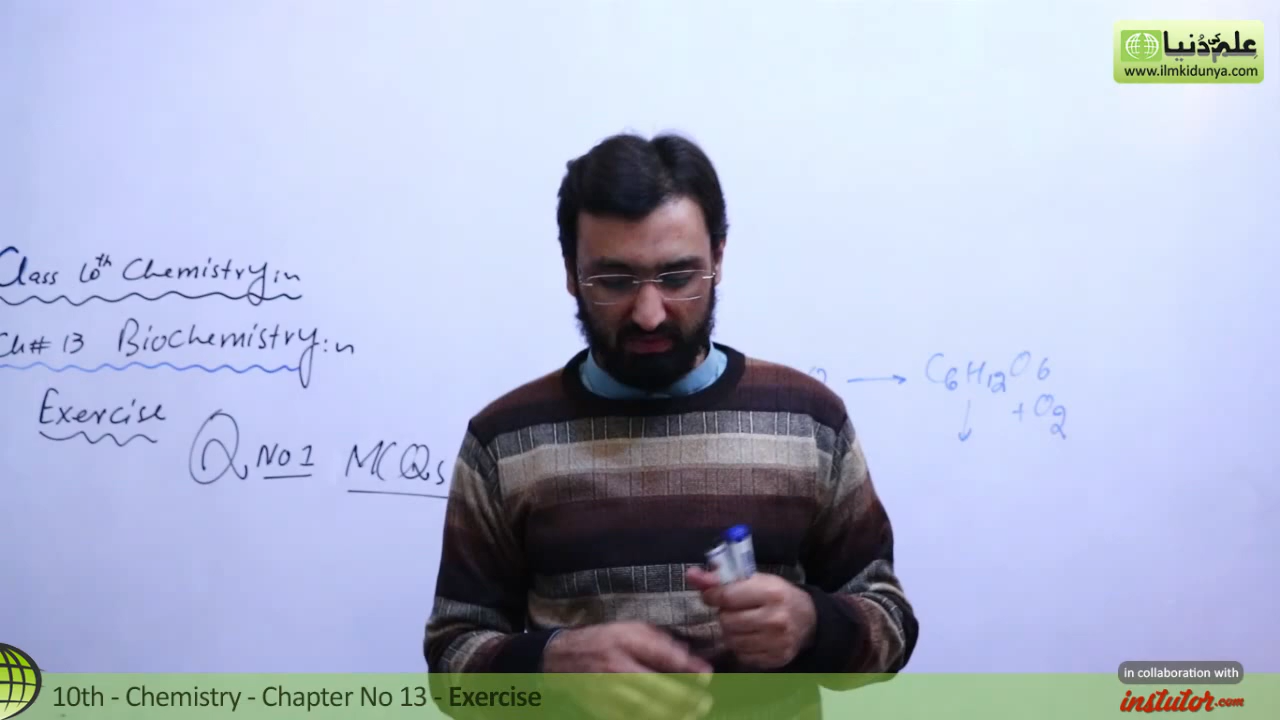 علم کی دُنیا
www.ilmkidunya.com
Class 10th Chemistry:~
Ch# 13 Biochemistry:~
Exercise
Q No 1 MCQs
→ C6H12O6
↓ + O2
in collaboration with
instutor.com
10th - Chemistry - Chapter No 13 - Exercise